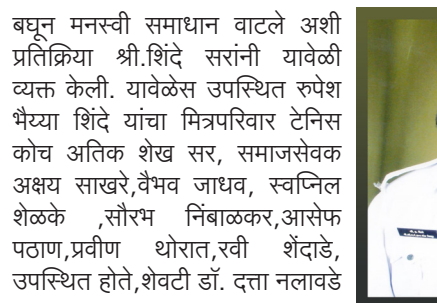 बघून मनस्वी समाधान वाटले अशी
प्रतिक्रिया श्री.शिंदे सरांनी यावेळी
व्यक्त केली. यावेळेस उपस्थित रुपेश
भैय्या शिंदे यांचा मित्रपरिवार टेनिस
कोच अतिक शेख सर, समाजसेवक
अक्षय साखरे,वैभव जाधव, स्वप्निल
शेळके ,सौरभ निंबाळकर,आसेफ
पठाण,प्रवीण थोरात,रवी शेंदाडे,
उपस्थित होते,शेवटी डॉ. दत्ता नलावडे